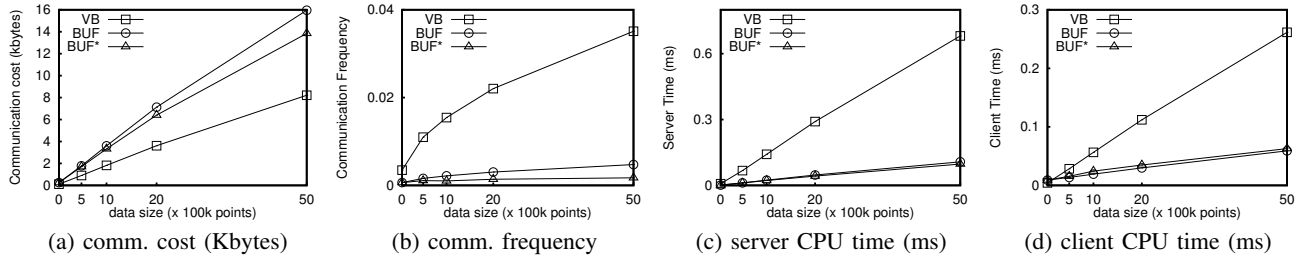 Communication cost (kbytes)
16
14
12
10
8
6
4
2
0
VB
BUF
BUF*
0 5 10 20 50
data size (x 100k points)
(a) comm. cost (Kbytes)
Communication Frequency
0.04
0.02
0
VB
BUF
BUF*
0 5 10 20 50
data size (x 100k points)
(b) comm. frequency
Server Time (ms)
0.6
0.3
0
VB
BUF
BUF*
0 5 10 20 50
data size (x 100k points)
(c) server CPU time (ms)
Client Time (ms)
0.3
0.2
0.1
0
VB
BUF
BUF*
0 5 10 20 50
data size (x 100k points)
(d) client CPU time (ms)